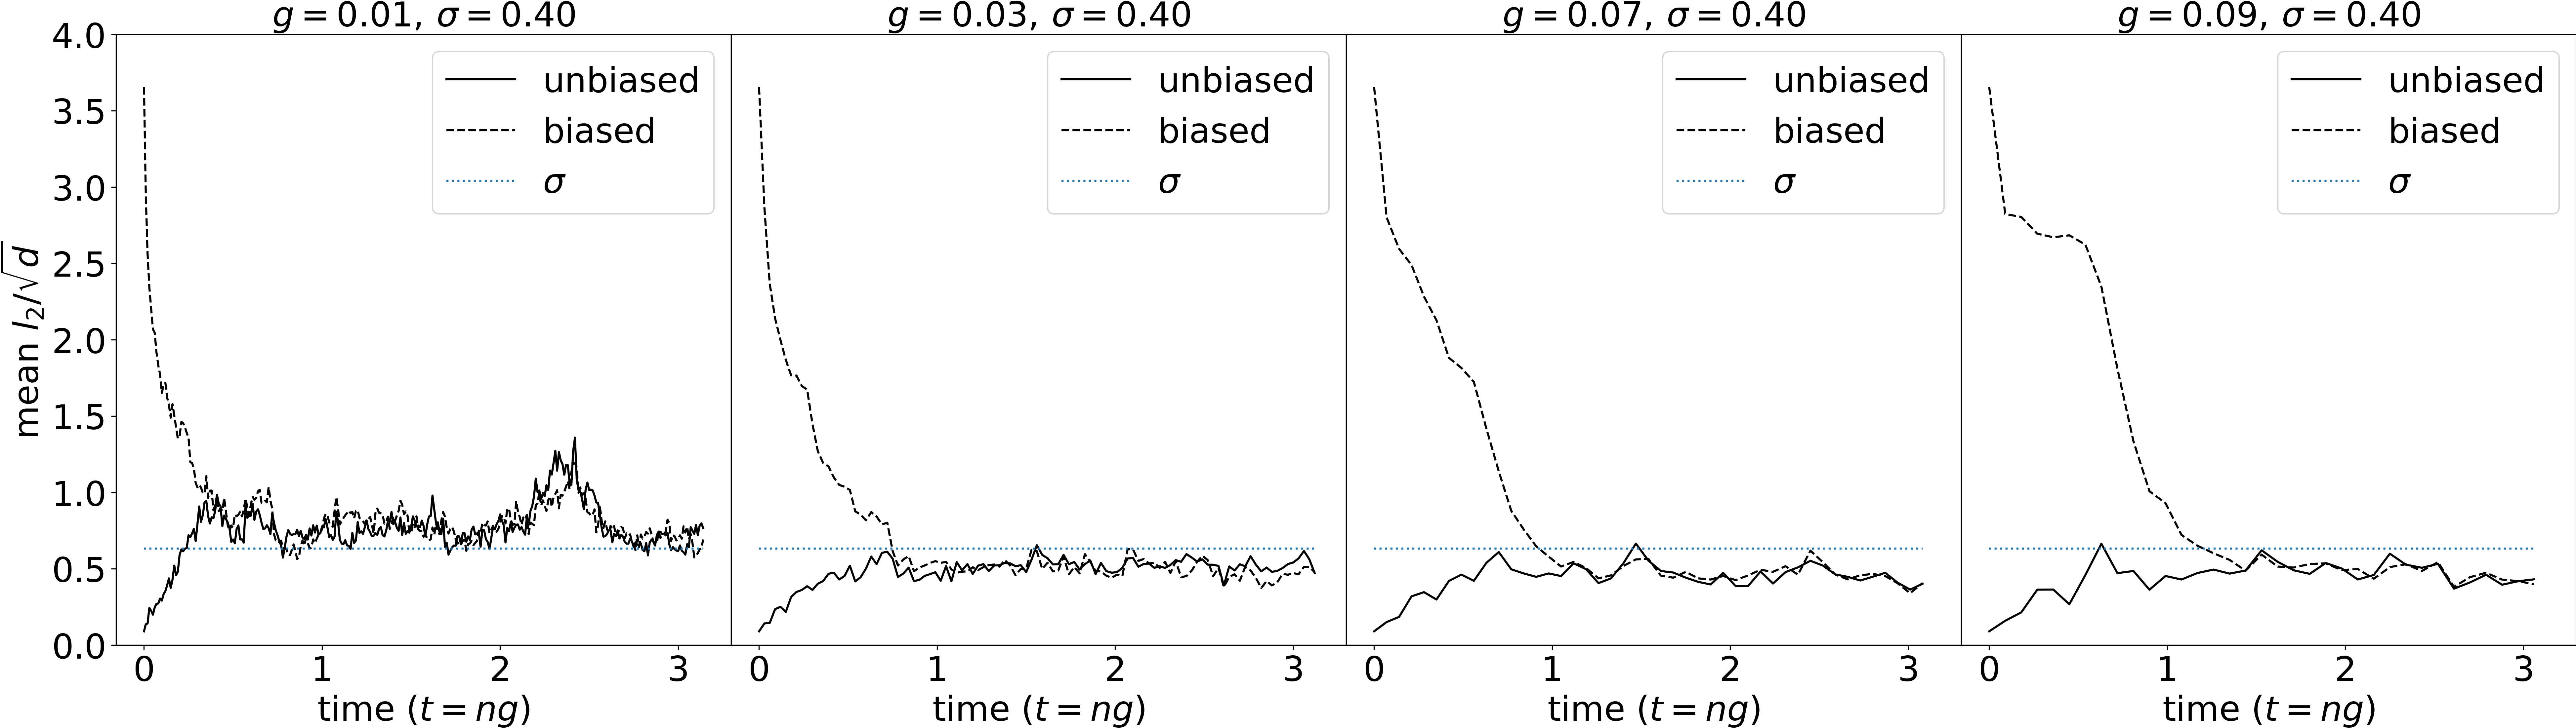 g = 0.01, σ = 0.40
g = 0.03, σ = 0.40
g = 0.07, σ = 0.40
g = 0.09, σ = 0.40
mean l₂/√d
4.0
3.5
3.0
2.5
2.0
1.5
1.0
0.5
0.0
unbiased
biased
σ
unbiased
biased
σ
unbiased
biased
σ
unbiased
biased
σ
0 1 2 3
0 1 2 3
0 1 2 3
0 1 2 3
time (t = ng)
time (t = ng)
time (t = ng)
time (t = ng)